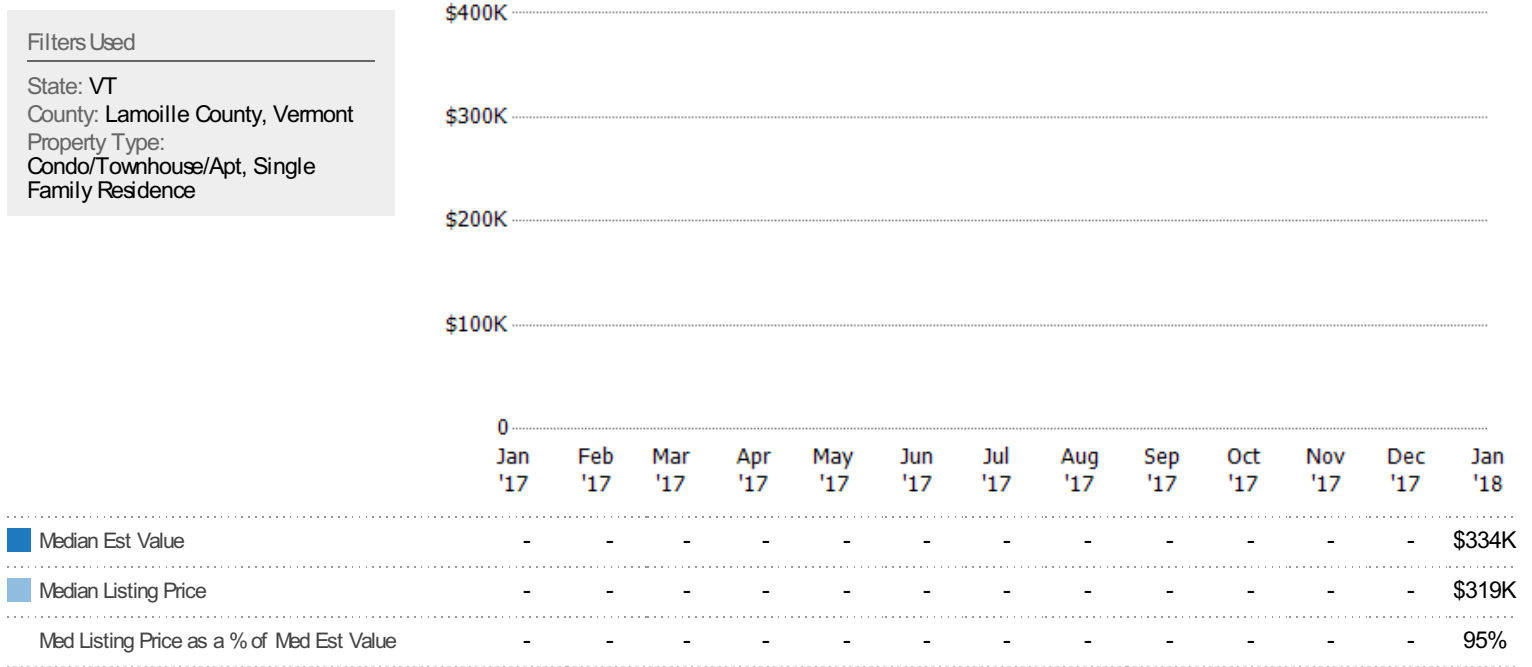 Filters Used
State: VT
County: Lamoille County, Vermont
Property Type:
Condo/Townhouse/Apt, Single
Family Residence
$400K
$300K
$200K
$100K
0
Jan Feb Mar Apr May Jun Jul Aug Sep Oct Nov Dec Jan
'17 '17 '17 '17 '17 '17 '17 '17 '17 '17 '17 '17 '18
Median Est Value - - - - - - - - - - - - $334K
Median Listing Price - - - - - - - - - - - - $319K
Med Listing Price as a % of Med Est Value - - - - - - - - - - - - 95%